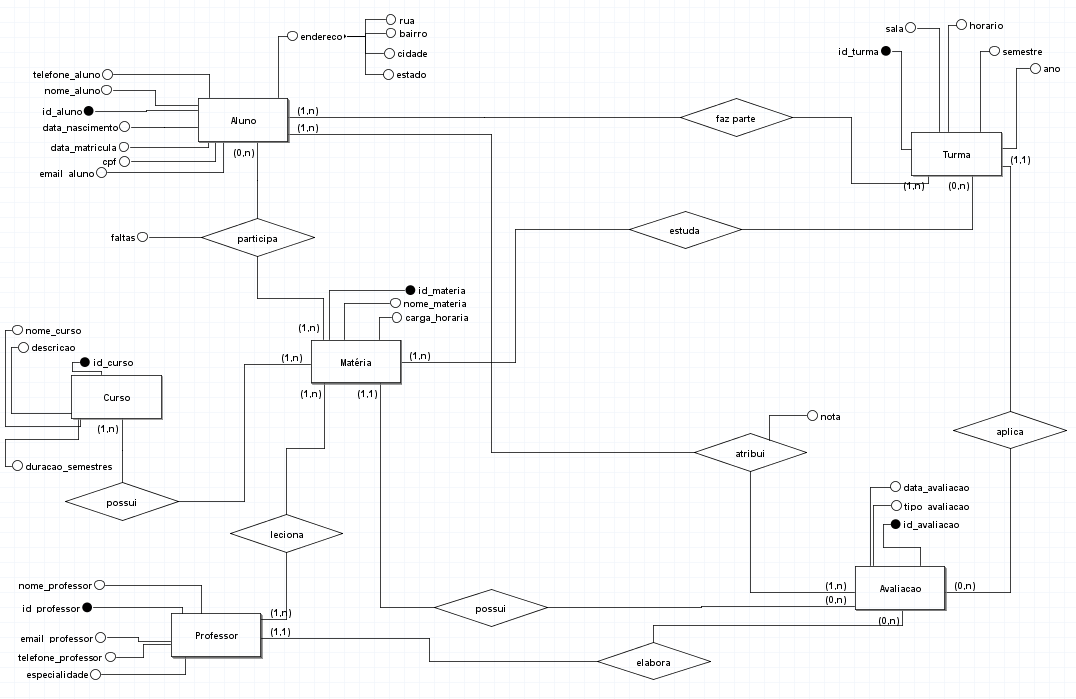 rua
endereco
bairro
cidade
estado
sala
horario
id_turma
semestre
ano
telefone_aluno
nome_aluno
id_aluno
data_nascimento
data_matricula
cpf
email_aluno
Aluno
(1,n)
(1,n)
(0,n)
faz parte
Turma
(1,1)
(1,n)
(0,n)
estuda
faltas
participa
id_materia
nome_materia
carga_horaria
(1,n)
Matéria
(1,n)
(1,n)
(1,n)
(1,1)
nome_curso
descricao
id_curso
Curso
(1,n)
duracao_semestres
possui
nota
atribui
aplica
leciona
data_avaliacao
tipo_avaliacao
id_avaliacao
Avaliacao
(1,n)
(0,n)
(0,n)
(0,n)
possui
nome_professor
id_professor
email_professor
telefone_professor
especialidade
Professor
(1,n)
(1,1)
elabora